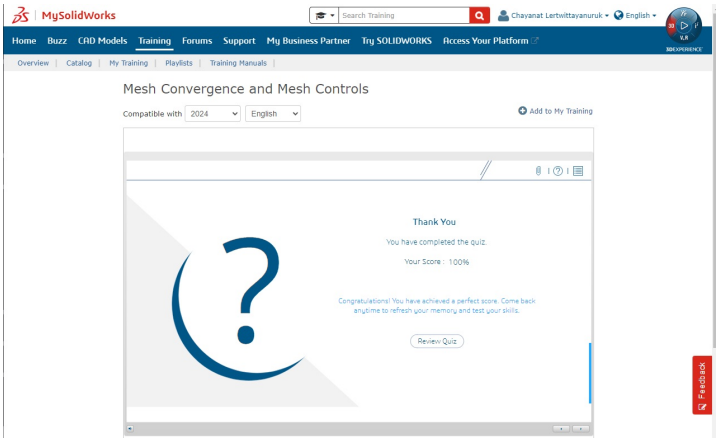 MySolidWorks
Search Training
Chayanat Lertwittayanuruk
English
Home Buzz CAD Models Training Forums Support My Business Partner Try SOLIDWORKS Access Your Platform
3D
V.R
3DEXPERIENCE
Overview | Catalog | My Training | Playlists | Training Manuals |
Mesh Convergence and Mesh Controls
Compatible with 2024 English
Add to My Training
Thank You
You have completed the quiz.
Your Score : 100%
Congratulations! You have achieved a perfect score. Come back
anytime to refresh your memory and test your skills.
Review Quiz
Feedback